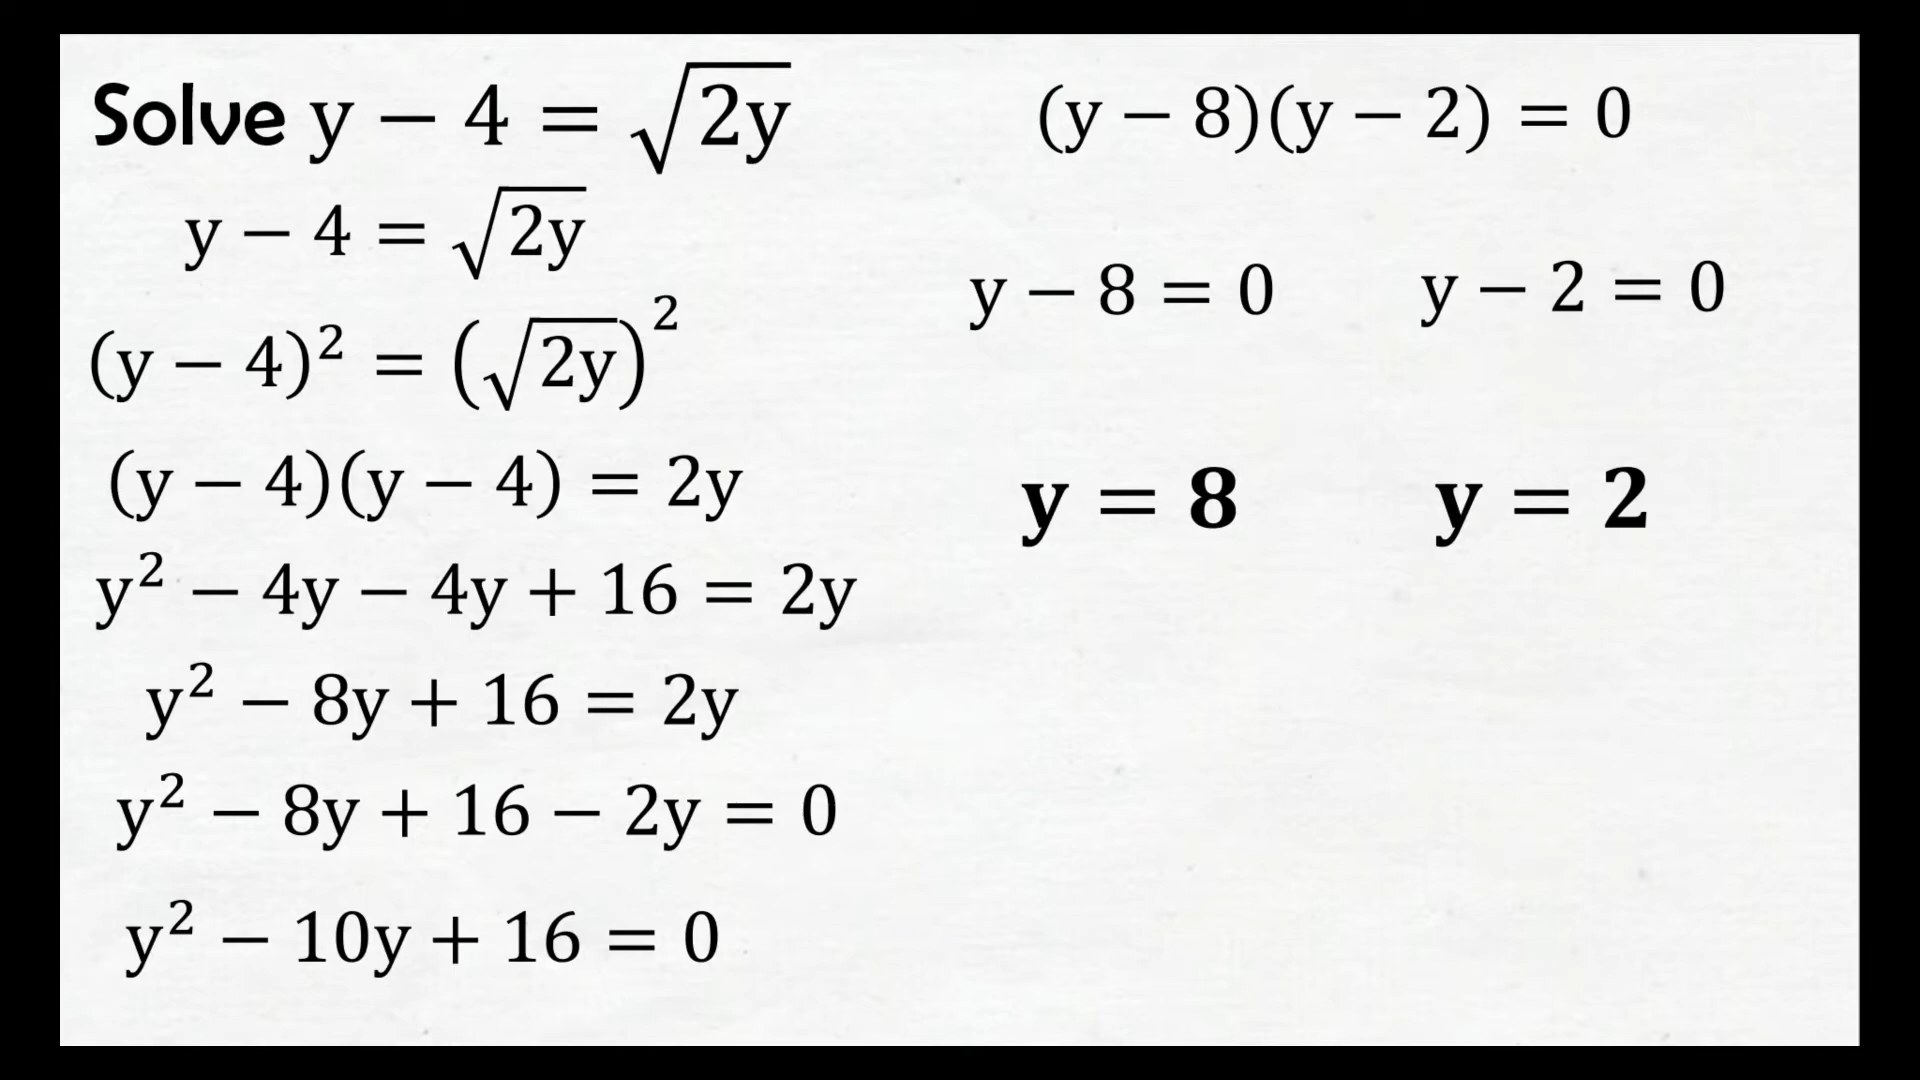 Solve y − 4 = √2y
y − 4 = √2y
(y − 4)² = (√2y)²
(y − 4)(y − 4) = 2y
y² − 4y − 4y + 16 = 2y
y² − 8y + 16 = 2y
y² − 8y + 16 − 2y = 0
y² − 10y + 16 = 0
(y − 8)(y − 2) = 0
y − 8 = 0 y − 2 = 0
y = 8 y = 2